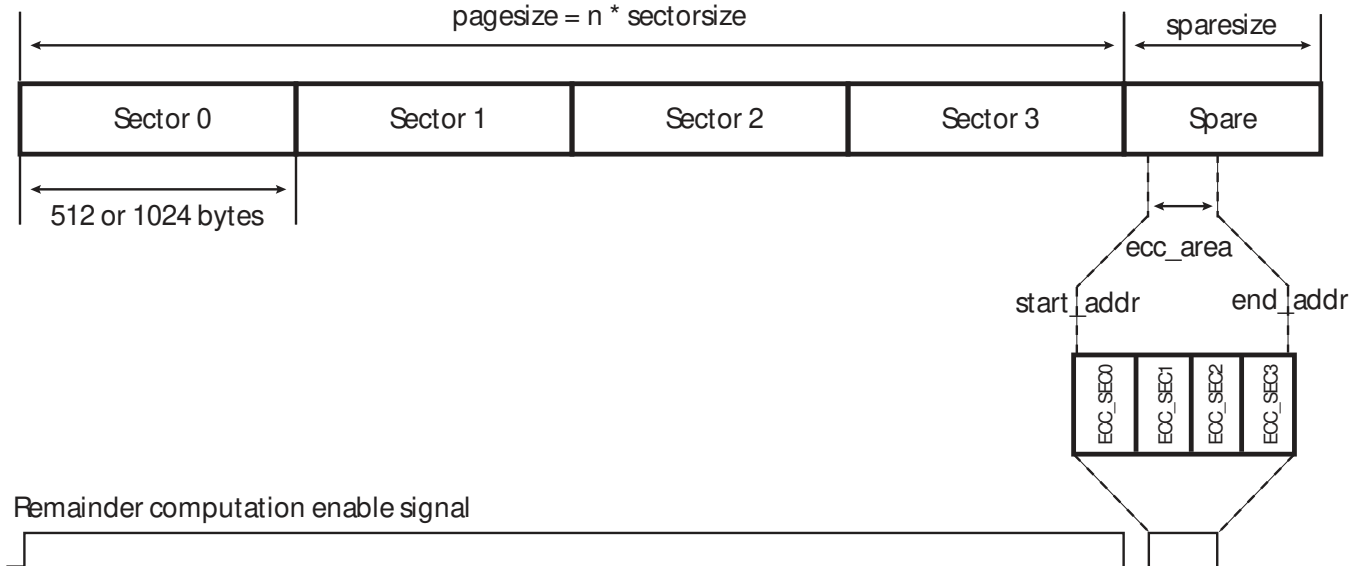 pagesize = n * sectorsize
sparesize
Sector 0
Sector 1
Sector 2
Sector 3
Spare
512 or 1024 bytes
ecc_area
start_addr
end_addr
ECC_SEC0
ECC_SEC1
ECC_SEC2
ECC_SEC3
Remainder computation enable signal